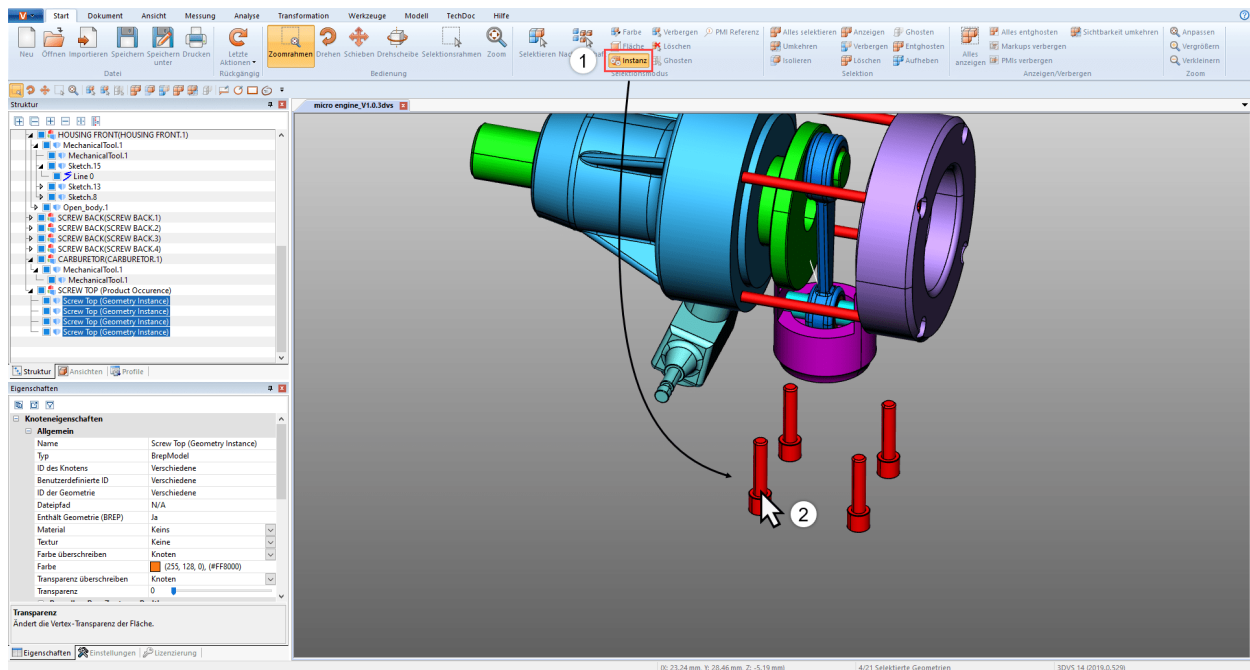 Start Dokument Ansicht Messung Analyse Transformation Werkzeuge Modell TechDoc Hilfe
Neu Öffnen Importieren Speichern Speichern unter Drucken
Letzte Aktionen
Zoomrahmen Drehen Schieben Drehscheibe Selektionsrahmen Zoom
Selektieren
Farbe Verbergen PMI Referenz
Fläche Löschen
Instanz Ghosten
Alles selektieren Anzeigen Ghosten
Umkehren Verbergen Entghosten
Isolieren Löschen Aufheben
Alles anzeigen
Alles entghosten Sichtbarkeit umkehren
Markups verbergen
PMIs verbergen
Anpassen
Vergrößern
Verkleinern
Datei Rückgängig Bedienung Selektionsmodus Selektion Anzeigen/Verbergen Zoom
1
Struktur
micro engine_V1.0.3dvs
HOUSING FRONT(HOUSING FRONT.1)
MechanicalTool.1
MechanicalTool.1
Sketch.15
Line 0
Sketch.13
Sketch.8
Open_body.1
SCREW BACK(SCREW BACK.1)
SCREW BACK(SCREW BACK.2)
SCREW BACK(SCREW BACK.3)
SCREW BACK(SCREW BACK.4)
CARBURETOR(CARBURETOR.1)
MechanicalTool.1
MechanicalTool.1
SCREW TOP (Product Occurence)
Screw Top (Geometry Instance)
Screw Top (Geometry Instance)
Screw Top (Geometry Instance)
Screw Top (Geometry Instance)
Struktur Ansichten Profile
Eigenschaften
Knoteneigenschaften
Allgemein
Name Screw Top (Geometry Instance)
Typ BrepModel
ID des Knotens Verschiedene
Benutzerdefinierte ID Verschiedene
ID der Geometrie Verschiedene
Dateipfad N/A
Enthält Geometrie (BREP) Ja
Material Keins
Textur Keine
Farbe überschreiben Knoten
Farbe (255, 128, 0), (#FF8000)
Transparenz überschreiben Knoten
Transparenz 0
Transparenz
Ändert die Vertex-Transparenz der Fläche.
Eigenschaften Einstellungen Lizenzierung
2
(X: 23.24 mm, Y: 28.46 mm, Z: -5.19 mm) 4/21 Selektierte Geometrien 3DVS 14 (2019.0.529)